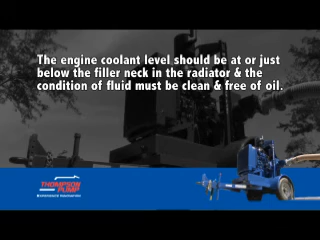 The engine coolant level should be at or just
below the filler neck in the radiator & the
condition of fluid must be clean & free of oil.
THOMPSON
PUMP